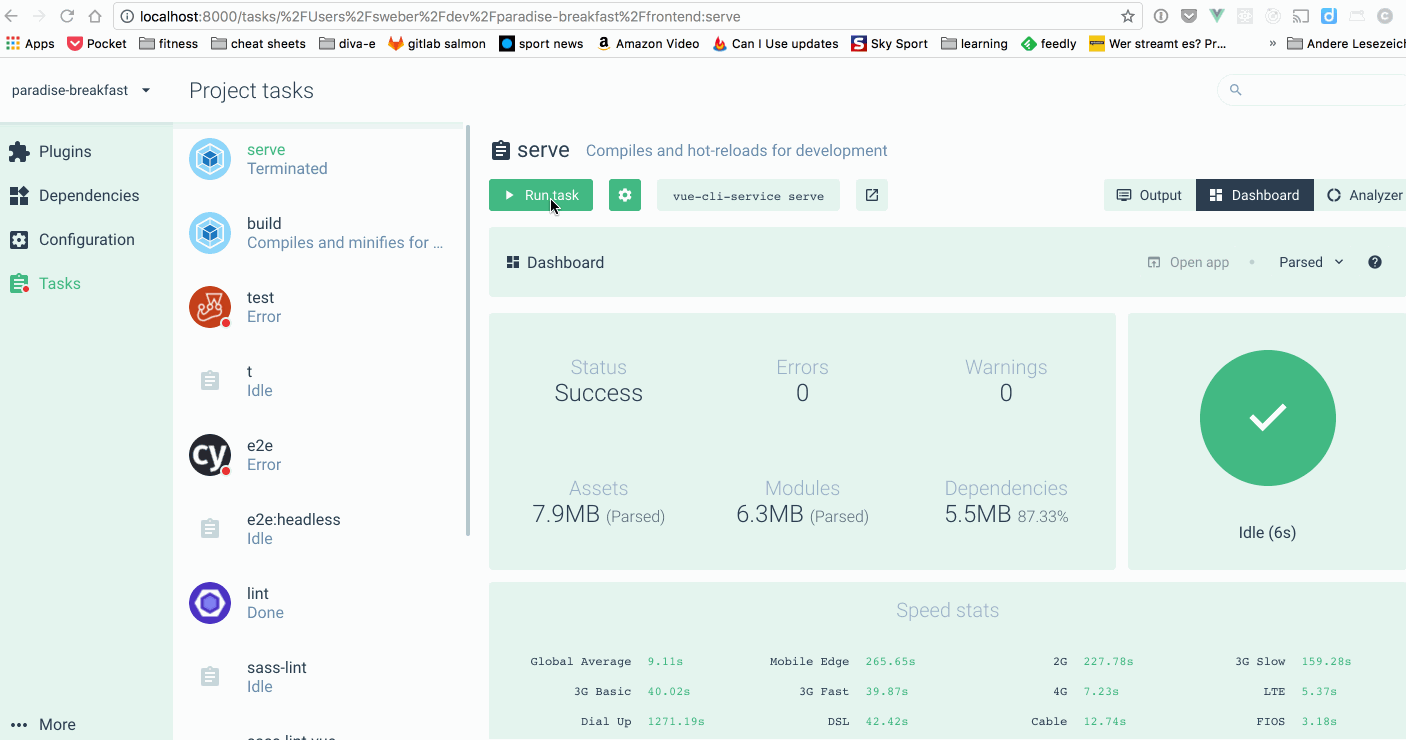 localhost:8000/tasks/%2FUsers%2Fsweber%2Fdev%2Fparadise-breakfast%2Ffrontend:serve
Apps Pocket fitness cheat sheets diva-e gitlab salmon sport news Amazon Video Can I Use updates Sky Sport learning feedly Wer streamt es? Pr... » Andere Lesezeich
paradise-breakfast
Project tasks
Plugins
Dependencies
Configuration
Tasks
More
serve
Terminated
build
Compiles and minifies for ...
test
Error
t
Idle
cy
e2e
Error
e2e:headless
Idle
lint
Done
sass-lint
Idle
serve Compiles and hot-reloads for development
Run task vue-cli-service serve Output Dashboard Analyzer
Dashboard Open app Parsed
Status Errors Warnings
Success 0 0
Assets Modules Dependencies
7.9MB (Parsed) 6.3MB (Parsed) 5.5MB 87.33%
Idle (6s)
Speed stats
Global Average 9.11s Mobile Edge 265.65s 2G 227.78s 3G Slow 159.28s
3G Basic 40.02s 3G Fast 39.87s 4G 7.23s LTE 5.37s
Dial Up 1271.19s DSL 42.42s Cable 12.74s FIOS 3.18s